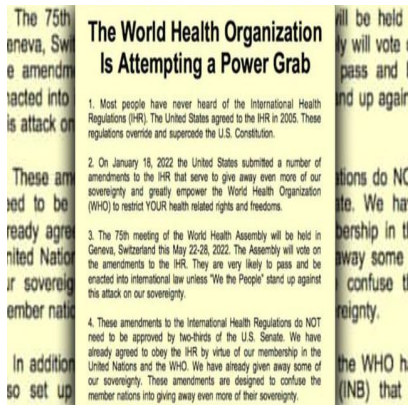 The World Health Organization
Is Attempting a Power Grab
1. Most people have never heard of the International Health
Regulations (IHR). The United States agreed to the IHR in 2005. These
regulations override and supercede the U.S. Constitution.
2. On January 18, 2022 the United States submitted a number of
amendments to the IHR that serve to give away even more of our
sovereignty and greatly empower the World Health Organization
(WHO) to restrict YOUR health related rights and freedoms.
3. The 75th meeting of the World Health Assembly will be held in
Geneva, Switzerland this May 22-28, 2022. The Assembly will vote on
the amendments to the IHR. They are very likely to pass and be
enacted into international law unless "We the People" stand up against
this attack on our sovereignty.
4. These amendments to the International Health Regulations do NOT
need to be approved by two-thirds of the U.S. Senate. We have
already agreed to obey the IHR by virtue of our membership in the
United Nations and the WHO. We have already given away some of
our sovereignty. These amendments are designed to confuse the
member nations into giving away even more of their sovereignty.
The 75th
eneva, Swit
e amendm
nacted into
is attack on
These am
eed to be
ready agre
nited Nation
r sovereig
ember natio
In addition
so set up
will be held
ly will vote
pass and
nd up again
tions do NO
ate. We ha
bership in t
away some
confuse t
reignty.
the WHO h
(INB) that